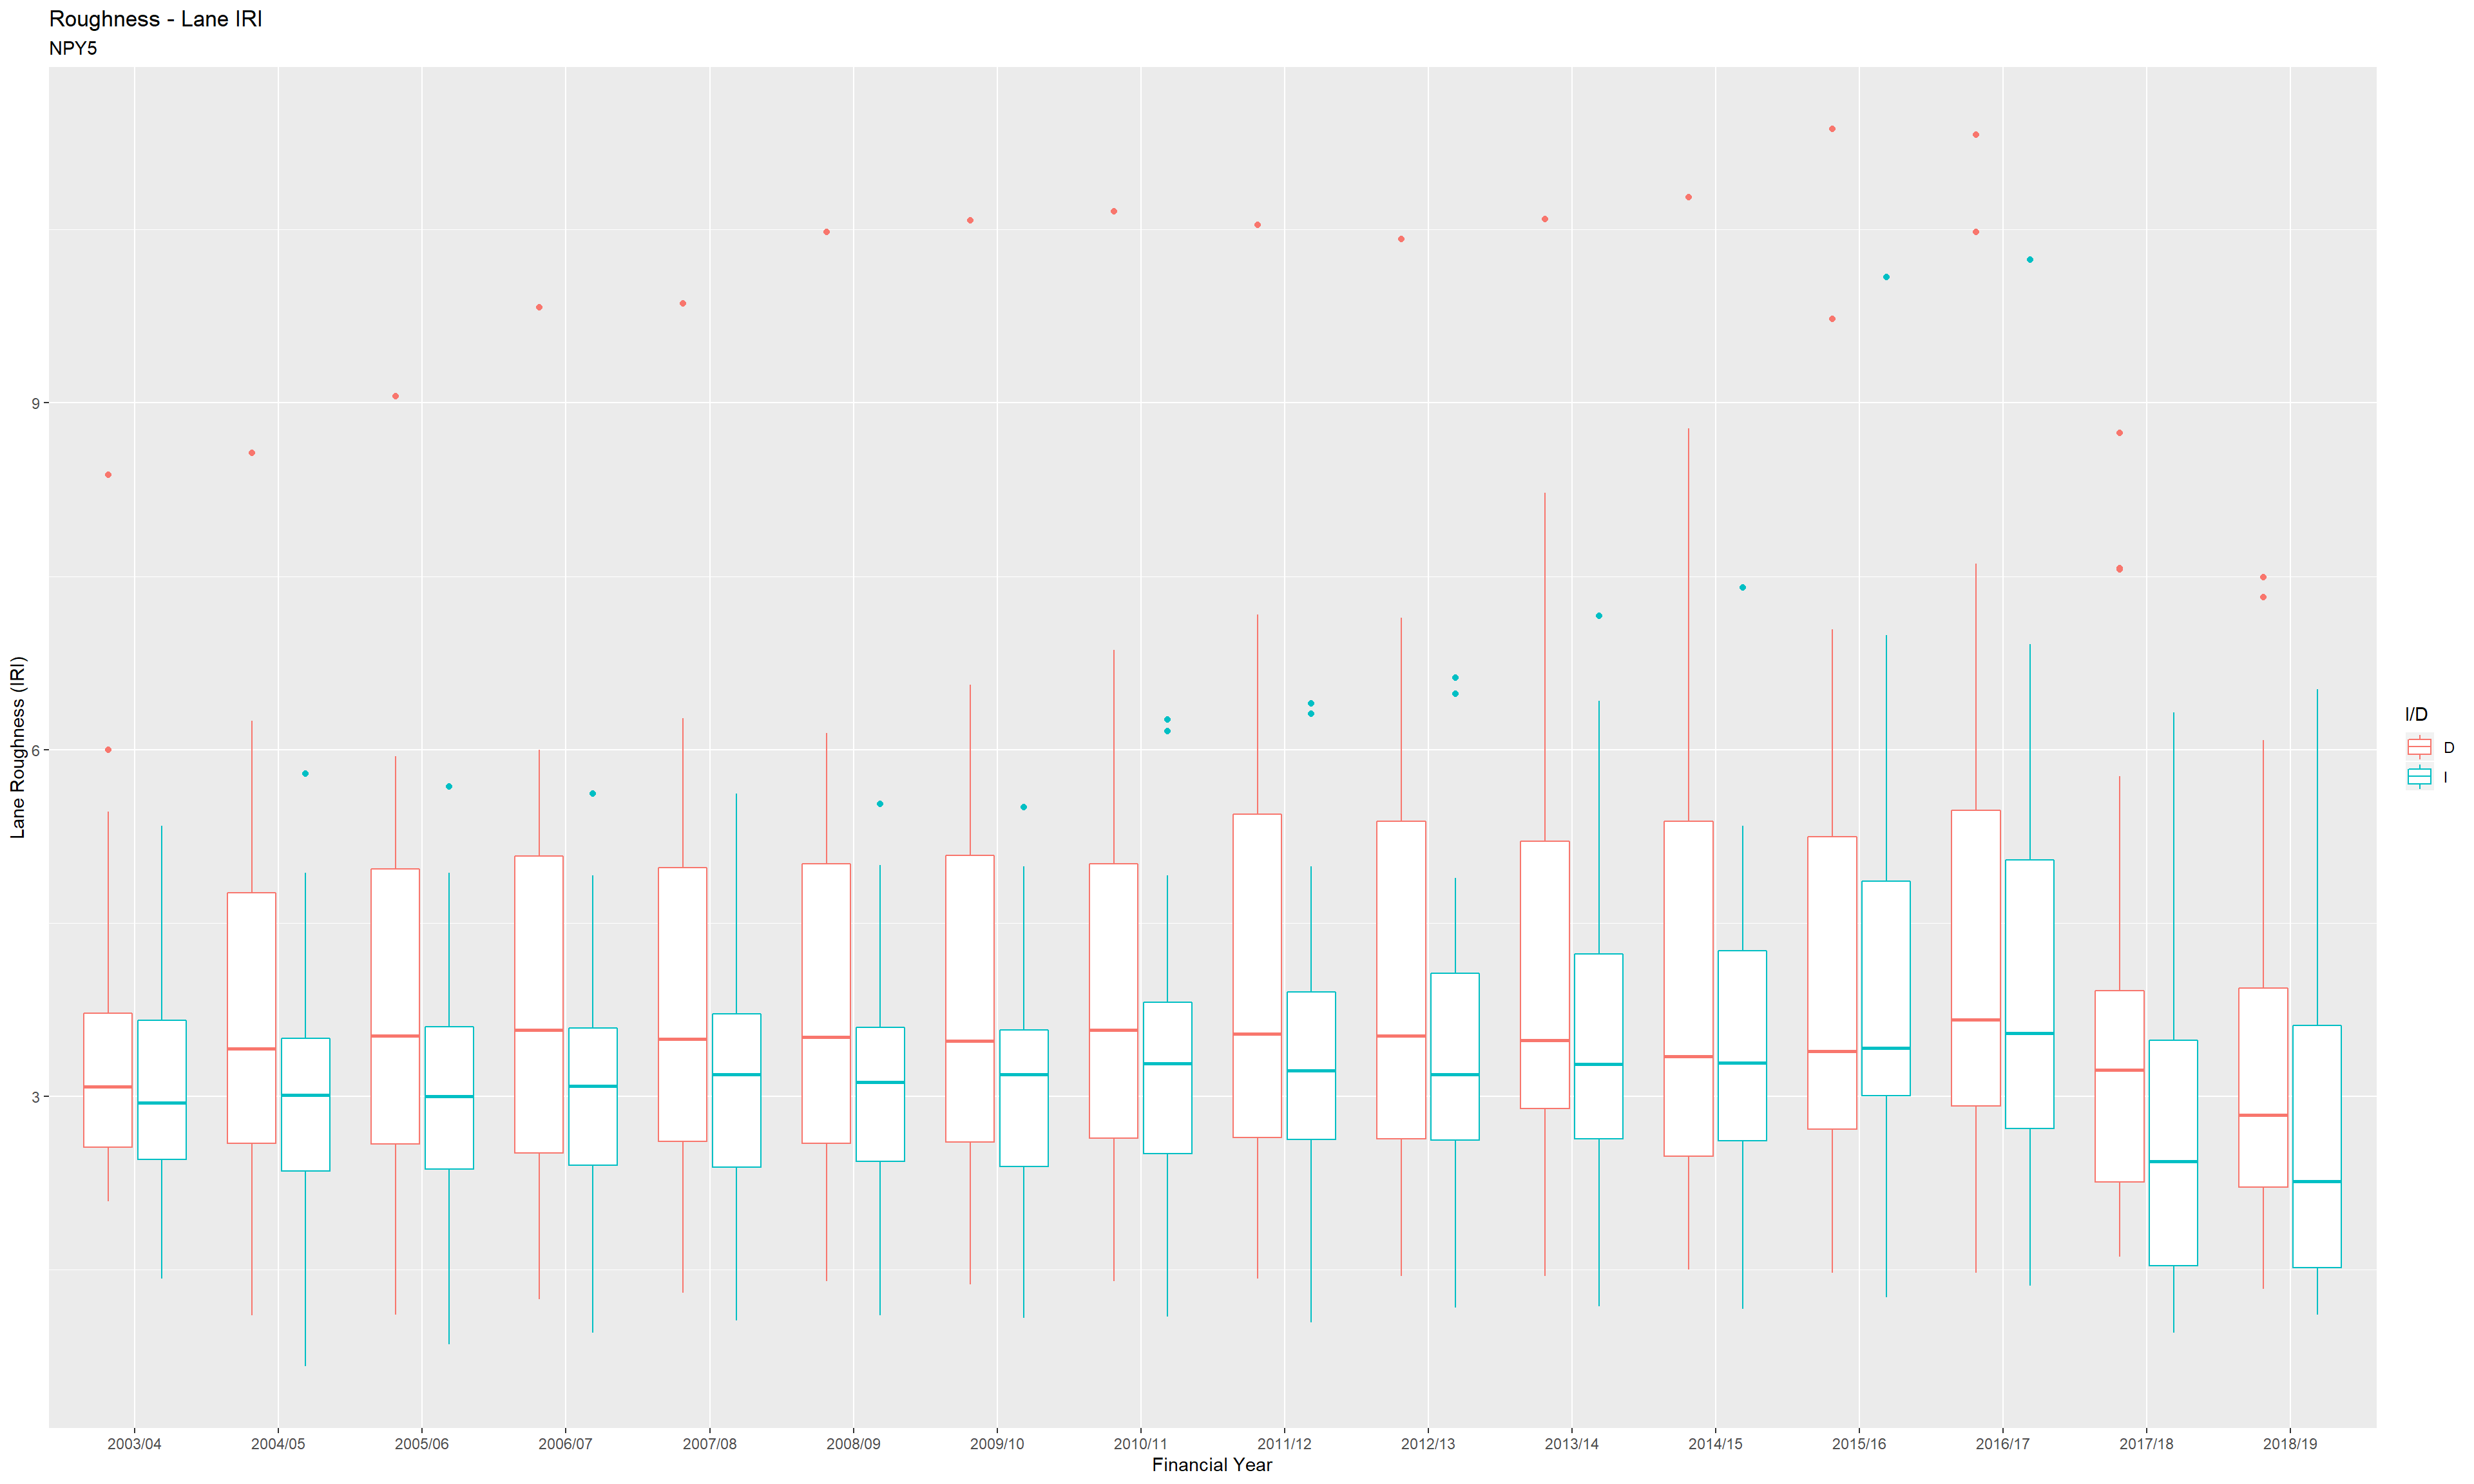 Roughness - Lane IRI
NPY5
Lane Roughness (IRI)
9
6
3
2003/04
2004/05
2005/06
2006/07
2007/08
2008/09
2009/10
2010/11
2011/12
2012/13
2013/14
2014/15
2015/16
2016/17
2017/18
2018/19
Financial Year
I/D
D
I